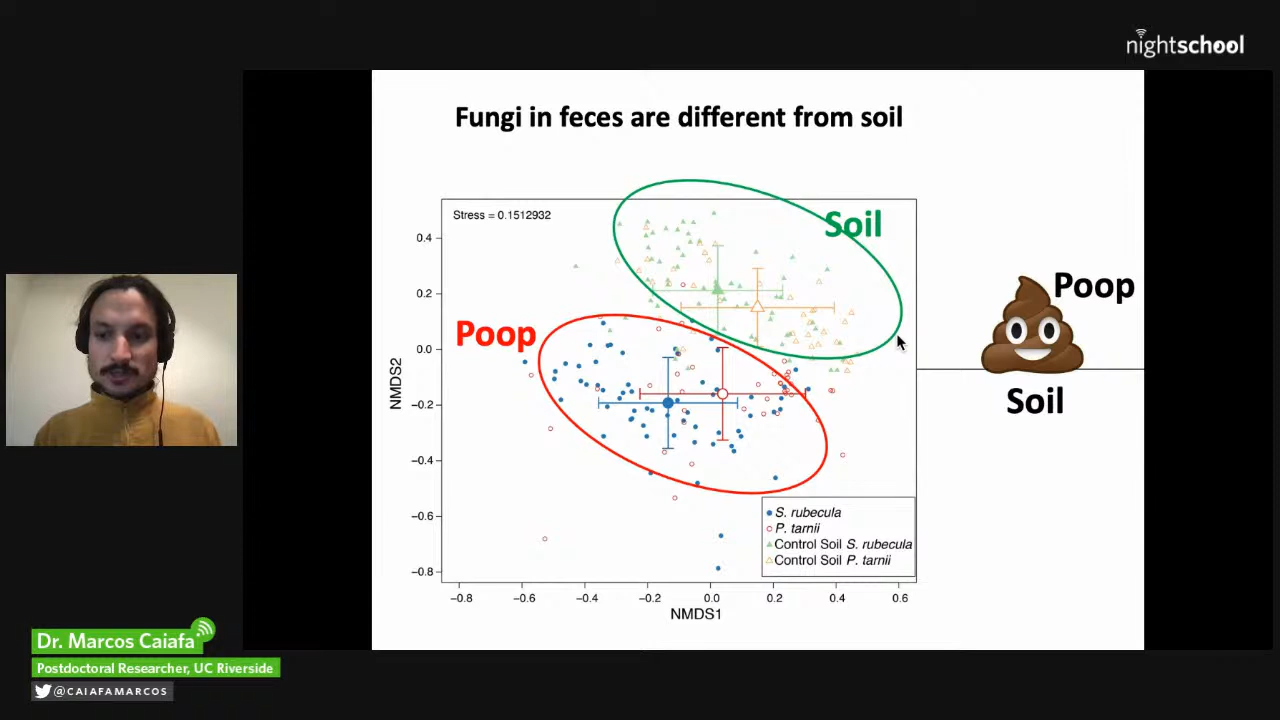 nightschool
Fungi in feces are different from soil
Stress = 0.1512932
Soil
Poop
0.4
0.2
0.0
−0.2
−0.4
−0.6
−0.8
NMDS2
−0.8
−0.6
−0.4
−0.2
0.0
0.2
0.4
0.6
NMDS1
S. rubecula
P. tarnii
Control Soil S. rubecula
Control Soil P. tarnii
Poop
Soil
Dr. Marcos Caiafa
Postdoctoral Researcher, UC Riverside
@CAIAFAMARCOS